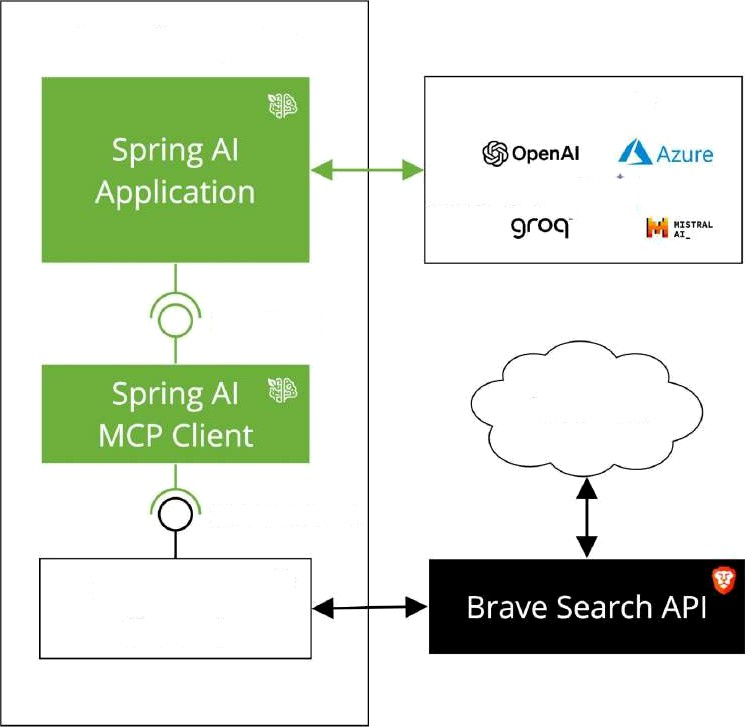 Spring AI
Application
OpenAI
Azure
groq
MISTRAL
AI_
Spring AI
MCP Client
Brave Search API